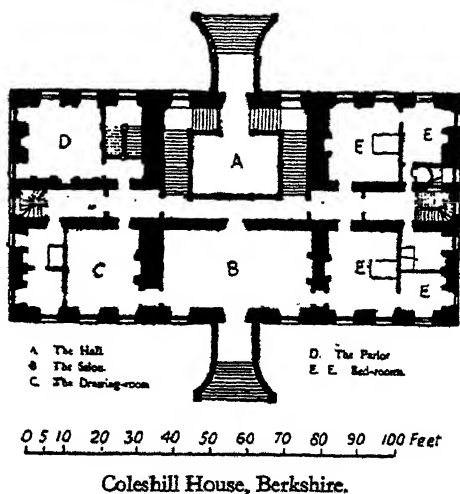 D
A
E
E
C
B
E
E
A The Hall.
B The Salon.
C The Drawing-room
D. The Parlor
E. E. Bed-rooms.
0 5 10 20 30 40 50 60 70 80 90 100 Feet
Coleshill House, Berkshire.